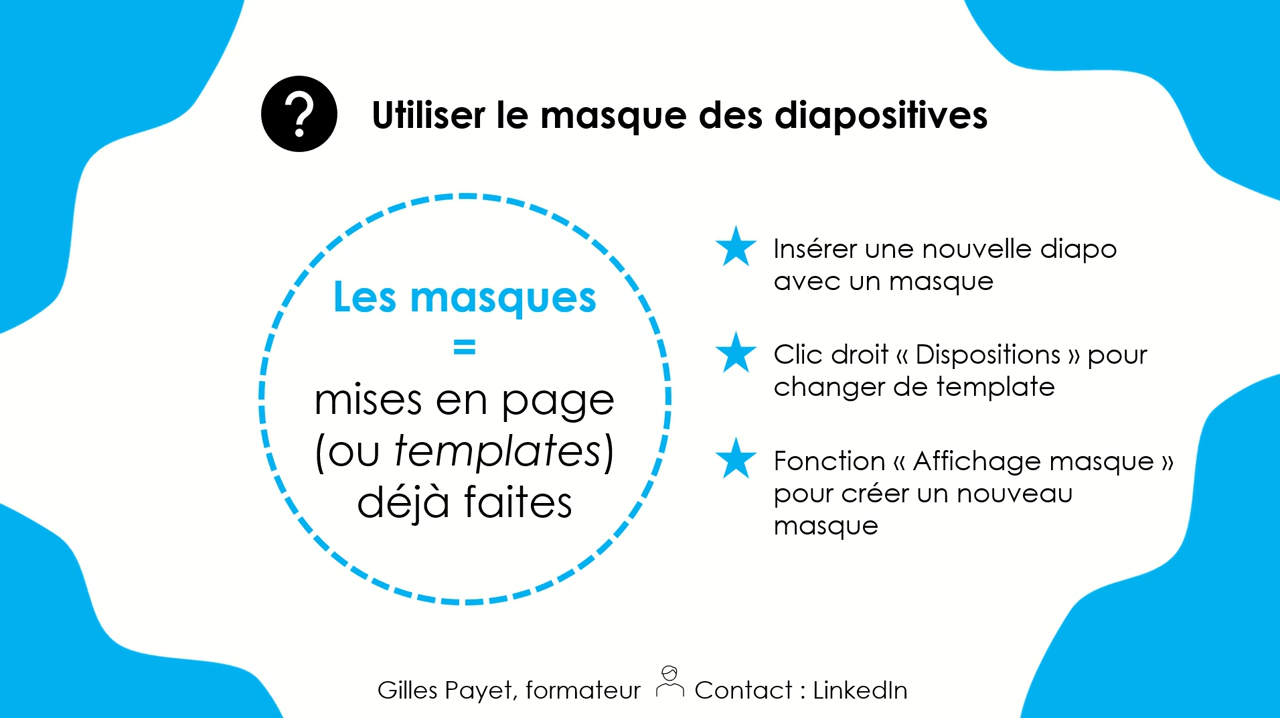 ?
Utiliser le masque des diapositives
Les masques
=
mises en page
(ou templates)
déjà faites
Insérer une nouvelle diapo
avec un masque
Clic droit « Dispositions » pour
changer de template
Fonction « Affichage masque »
pour créer un nouveau
masque
Gilles Payet, formateur Contact : LinkedIn